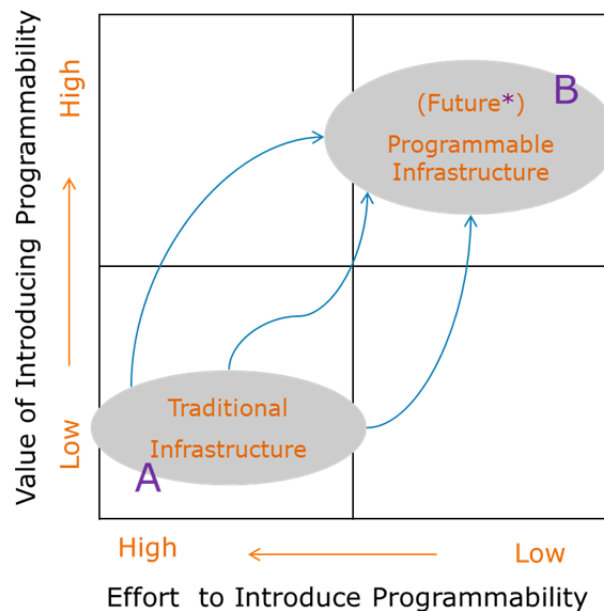 Value of Introducing Programmability
High
Low
(Future*)
B
Programmable
Infrastructure
Traditional
Infrastructure
A
High
Low
Effort to Introduce Programmability